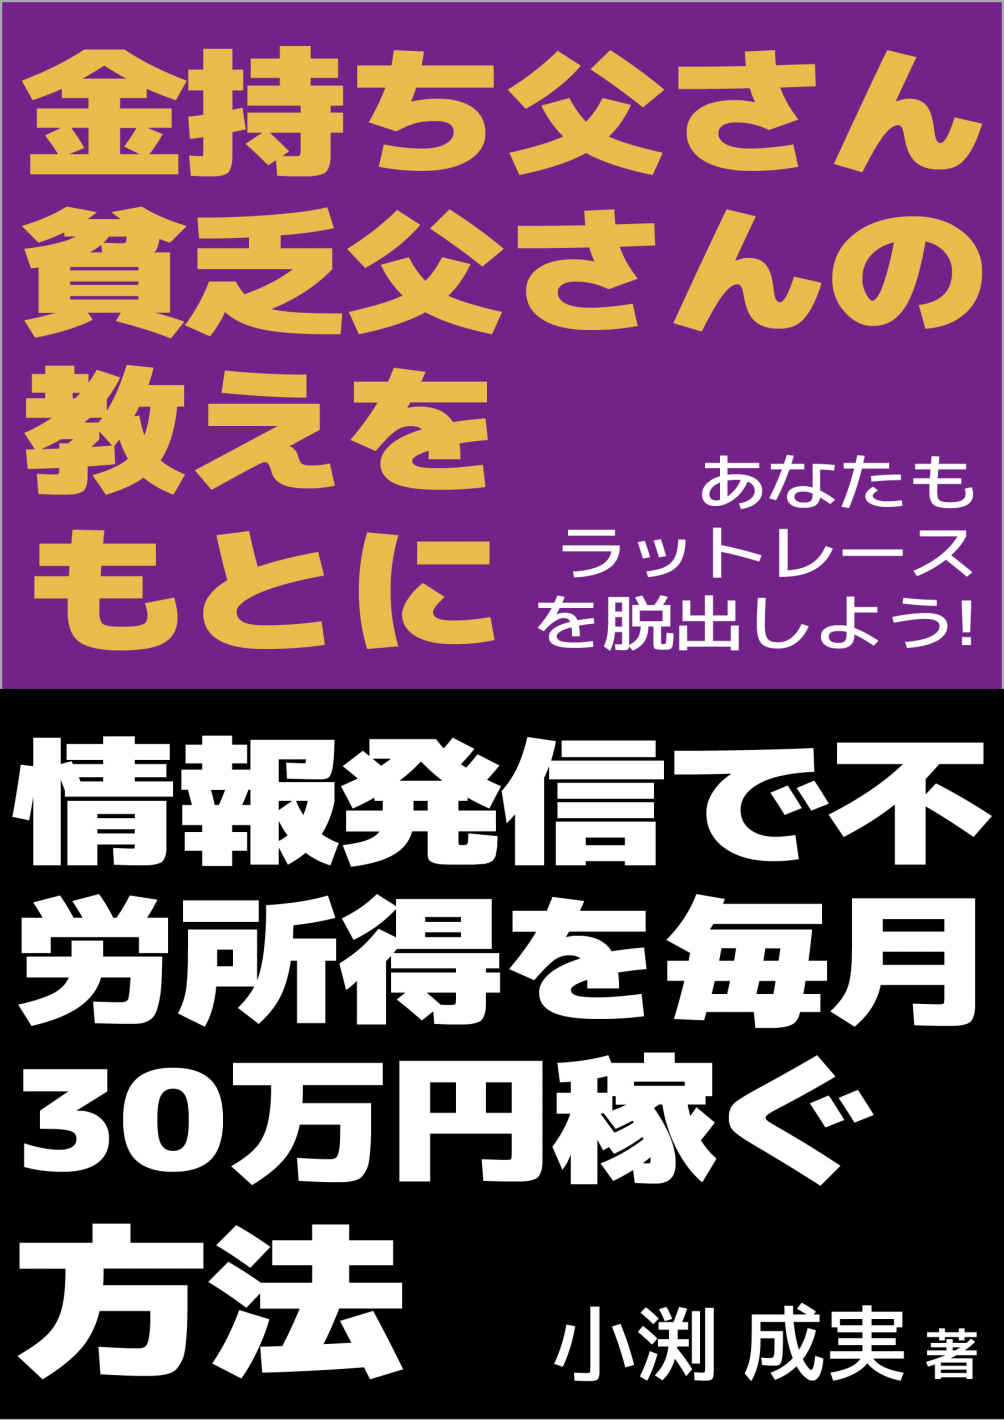 金持ち父さん
貧乏父さんの
教えを
もとに
あなたも
ラットレース
を脱出しよう!
情報発信で不
労所得を毎月
30万円稼ぐ
方法
小渕 成実 著